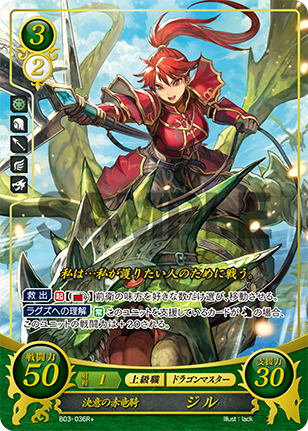 3
2
SAMPLE
私は…私が護りたい人のために戦う。
救出 起 【横】 前衛の味方を好きな数だけ選び、移動させる。
ラグズへの理解 常 このユニットを支援しているカードが の場合、
このユニットの戦闘力は+20される。
戦闘力 50
射程 1 上級職 ドラゴンマスター
支援力 30
決意の赤竜騎 ジル
B03-036R+
Illust : lack